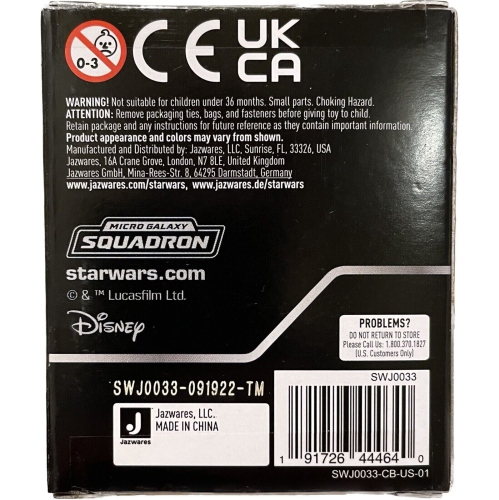 0-3
CE
UK
CA
WARNING! Not suitable for children under 36 months. Small parts. Choking Hazard.
ATTENTION: Remove packaging ties, bags, and fasteners before giving toy to child.
Retain package and any instructions for future reference as they contain important information.
Product appearance and colors may vary from shown.
Manufactured and Distributed by: Jazwares, LLC, Sunrise, FL, 33326, USA
Jazwares, 16A Crane Grove, London, N7 8LE, United Kingdom
Jazwares GmbH, Mina-Rees-Str. 8, 64295 Darmstadt, Germany
www.jazwares.com/starwars, www.jazwares.de/starwars
MICRO GALAXY
SQUADRON
starwars.com
© & ™ Lucasfilm Ltd.
Disney
PROBLEMS?
DO NOT RETURN TO STORE
Please Call Us: 1.800.370.1827
(U.S. Customers Only)
SWJ0033-091922-TM
J
Jazwares
Jazwares, LLC.
MADE IN CHINA
SWJ0033
1 91726 44464 0
SWJ0033-CB-US-01